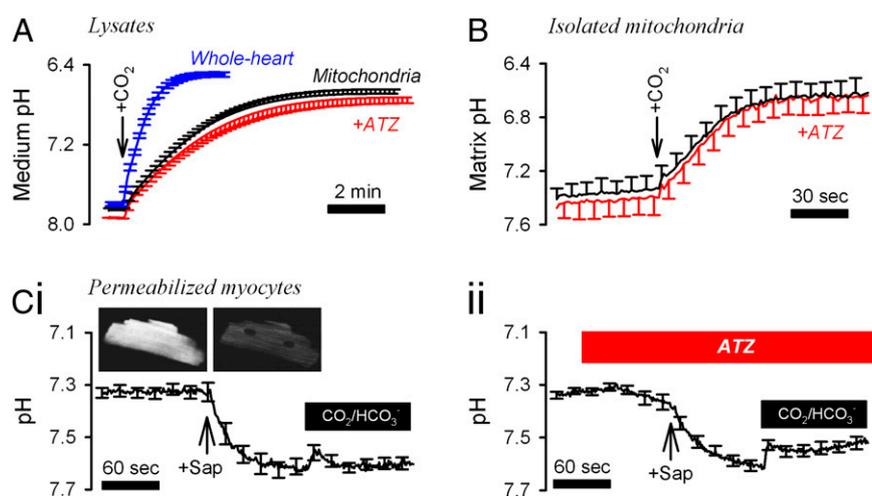 A Lysates
6.4
7.2
8.0
Medium pH
+CO2
Whole-heart
Mitochondria
+ATZ
2 min
B Isolated mitochondria
6.4
6.8
7.2
7.6
Matrix pH
+CO2
+ATZ
30 sec
Ci Permeabilized myocytes
7.1
7.3
7.5
7.7
pH
+Sap
CO2/HCO3-
60 sec
ii
7.1
7.3
7.5
7.7
pH
ATZ
+Sap
CO2/HCO3-
60 sec